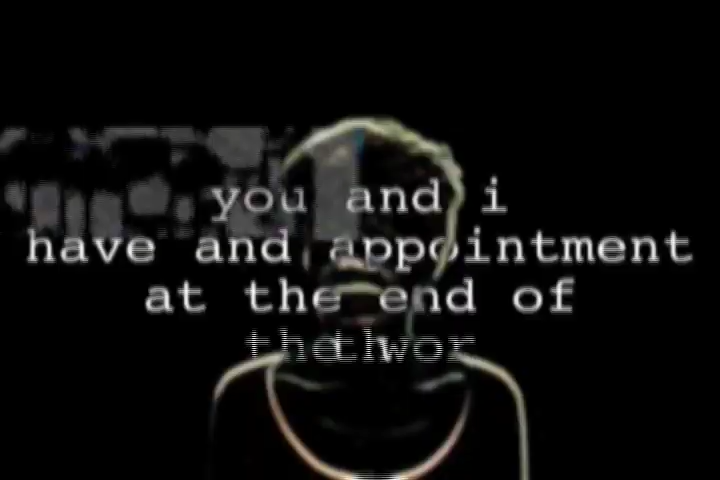 you and i
have and appointment
at the end of